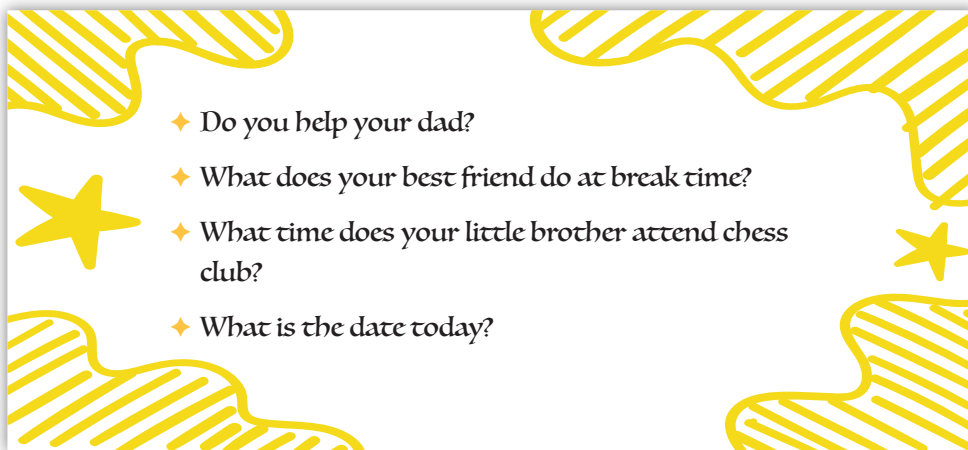 Do you help your dad?
What does your best friend do at break time?
What time does your little brother attend chess
club?
What is the date today?